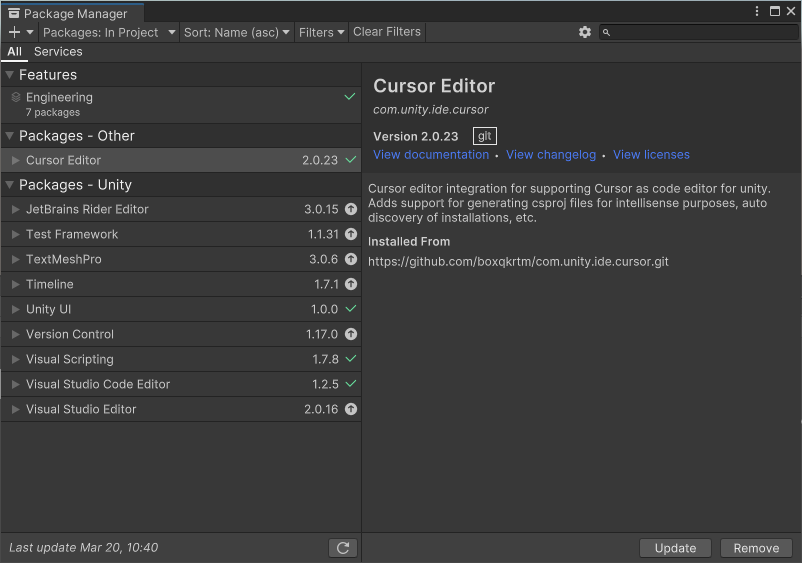 Package Manager
Packages: In Project
Sort: Name (asc)
Filters
Clear Filters
All
Services
Features
Engineering
7 packages
Packages - Other
Cursor Editor 2.0.23
Packages - Unity
JetBrains Rider Editor 3.0.15
Test Framework 1.1.31
TextMeshPro 3.0.6
Timeline 1.7.1
Unity UI 1.0.0
Version Control 1.17.0
Visual Scripting 1.7.8
Visual Studio Code Editor 1.2.5
Visual Studio Editor 2.0.16
Last update Mar 20, 10:40
Cursor Editor
com.unity.ide.cursor
Version 2.0.23 git
View documentation • View changelog • View licenses
Cursor editor integration for supporting Cursor as code editor for unity.
Adds support for generating csproj files for intellisense purposes, auto
discovery of installations, etc.
Installed From
https://github.com/boxqkrtm/com.unity.ide.cursor.git
Update
Remove